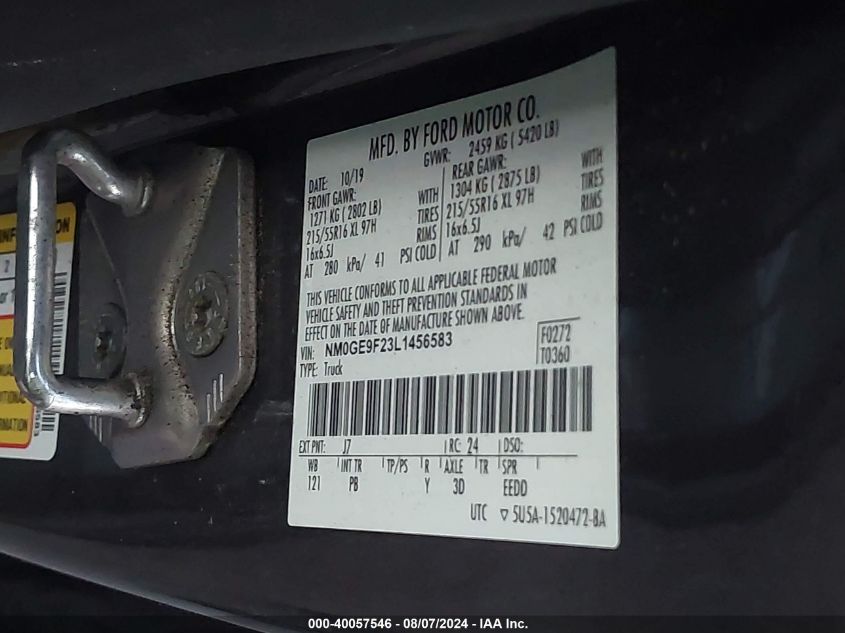 MFD. BY FORD MOTOR CO.
DATE: 10/19 GVWR: 2459 KG ( 5420 LB)
FRONT GAWR: REAR GAWR:
1271 KG ( 2802 LB) WITH 1304 KG ( 2875 LB) WITH
215/55R16 XL 97H TIRES 215/55R16 XL 97H TIRES
16x6.5J RIMS 16x6.5J RIMS
AT 280 kPa/ 41 PSI COLD AT 290 kPa/ 42 PSI COLD
THIS VEHICLE CONFORMS TO ALL APPLICABLE FEDERAL MOTOR
VEHICLE SAFETY AND THEFT PREVENTION STANDARDS IN
EFFECT ON THE DATE OF MANUFACTURE SHOWN ABOVE.
VIN: NM0GE9F23L1456583
TYPE: Truck
F0272
T0360
EXT PNT: J7 RC: 24 DSO:
WB INT TR TP/PS R AXLE TR SPR
121 PB Y 3D EEDD
UTC ▽ 5U5A-1520472-BA
000-40057546 - 08/07/2024 - IAA Inc.